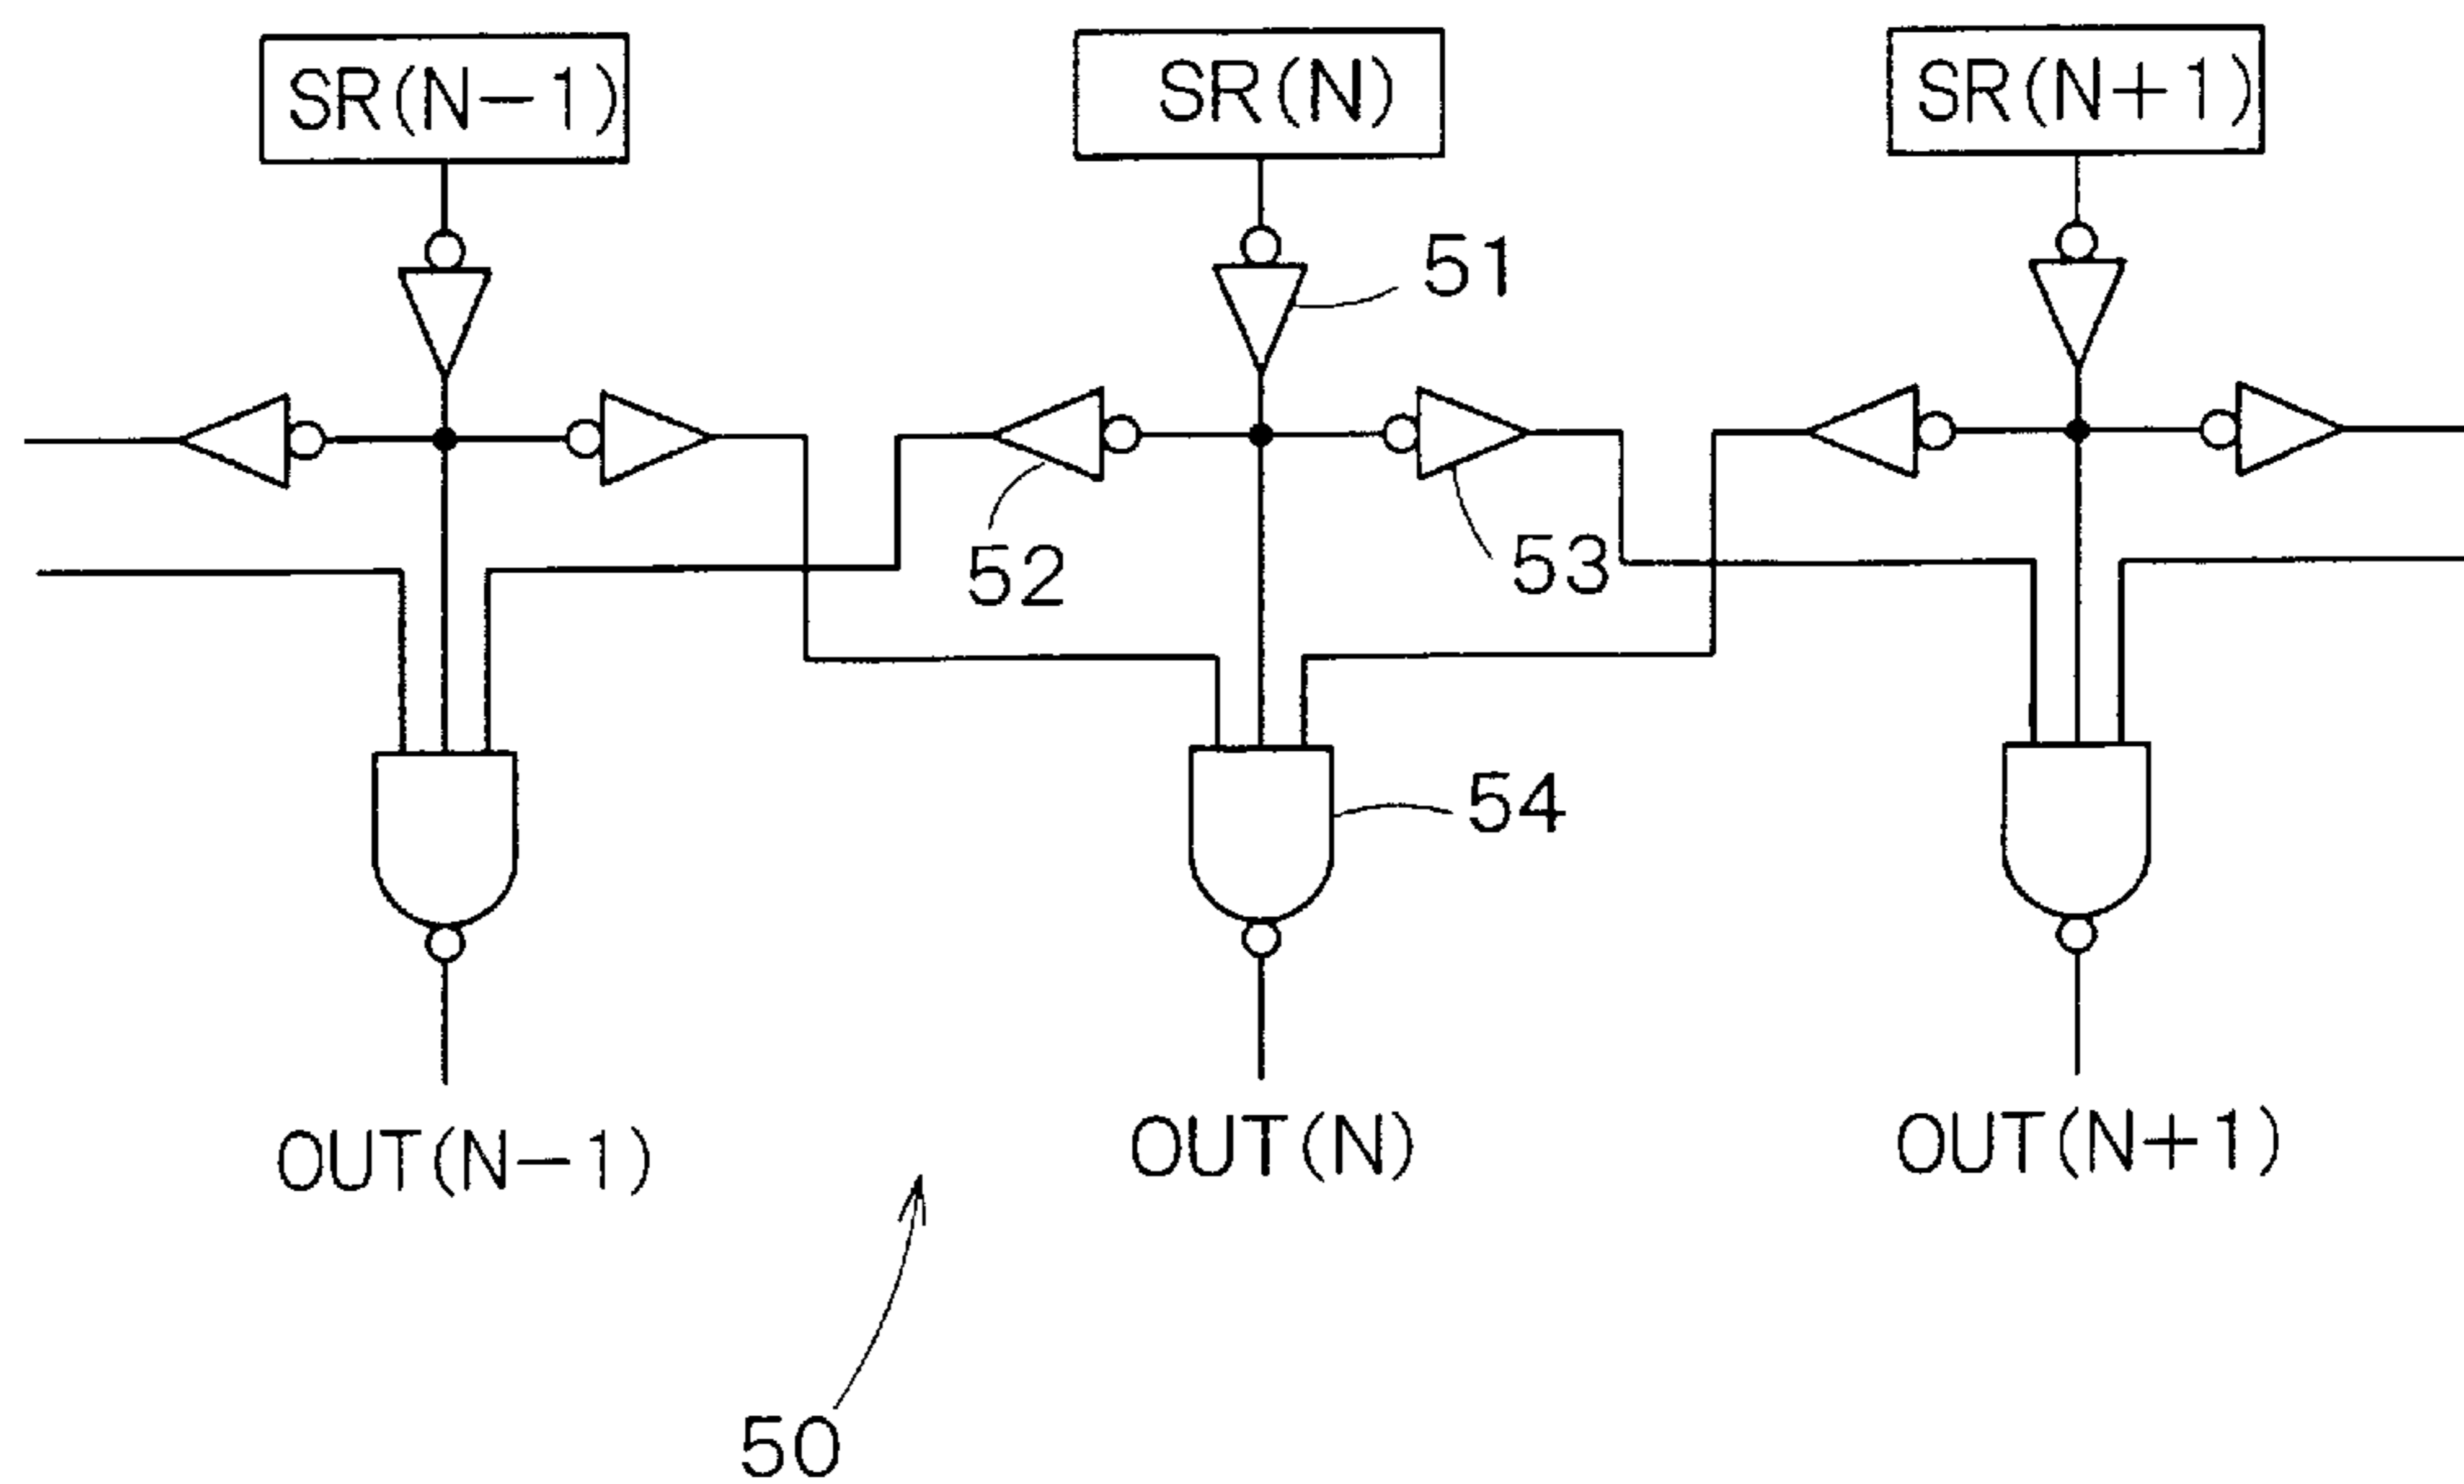 SR(N-1) SR(N) SR(N+1)
51
52
53
54
OUT(N-1) OUT(N) OUT(N+1)
50